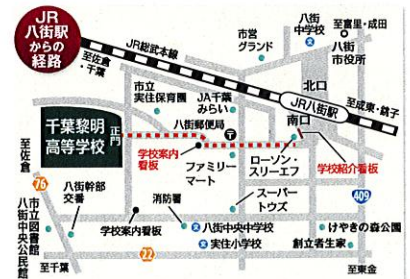 JR
八街駅
からの
経路
JR総武本線
至佐倉
・千葉
市営
グランド
八街
中学校
至富里・成田
八街
市役所
北口
JR八街駅
南口
至成東・銚子
市立
実住保育園
JA千葉
みらい
八街郵便局
千葉黎明
高等学校
正門
学校案内
看板
ファミリー
マート
ローソン・
スリーエフ
学校紹介看板
至佐倉
76
409
市立図書館
八街中央公民館
八街幹部
交番
消防署
スーパー
トウズ
学校案内看板
八街中央中学校
実住小学校
けやきの森公園
創立者生家
22
至千葉
至東金